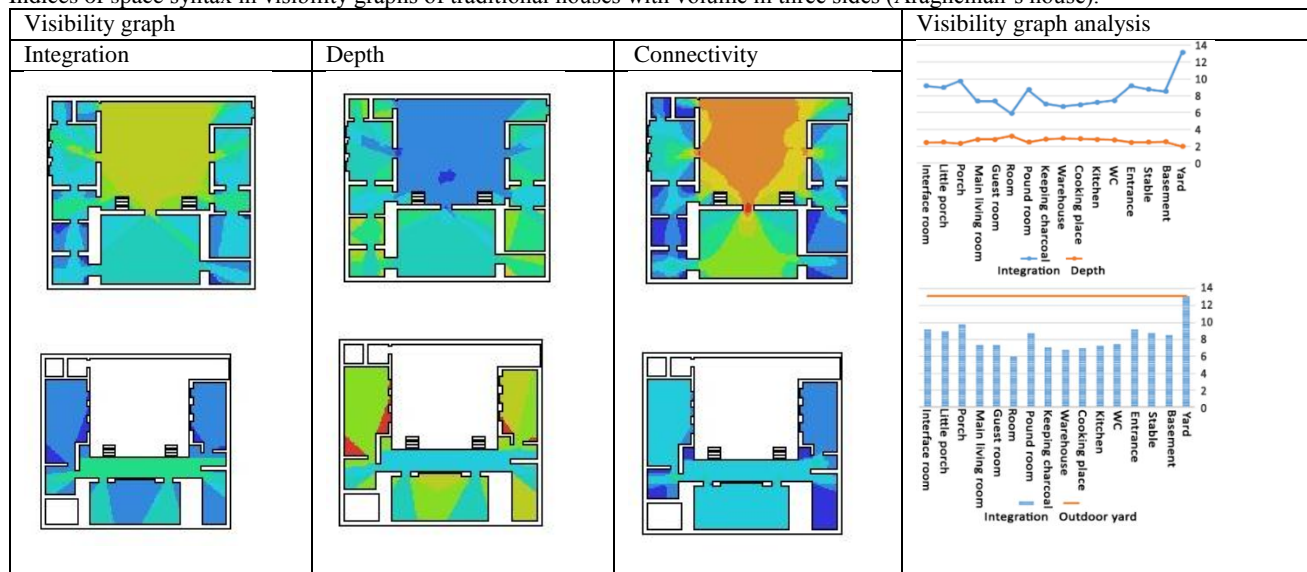 Indices of space syntax in visibility graphs of traditional houses with volume in three sides (Araghchian's house).
Visibility graph
Visibility graph analysis
Integration
Depth
Connectivity
14
12
10
8
6
4
2
0
Interface room
Little porch
Porch
Main living room
Guest room
Room
Pound room
Keeping charcoal
Warehouse
Cooking place
Kitchen
WC
Entrance
Stable
Basement
Yard
Integration Depth
14
12
10
8
6
4
2
0
Interface room
Little porch
Porch
Main living room
Guest room
Room
Pound room
Keeping charcoal
Warehouse
Cooking place
Kitchen
WC
Entrance
Stable
Basement
Yard
Integration Outdoor yard